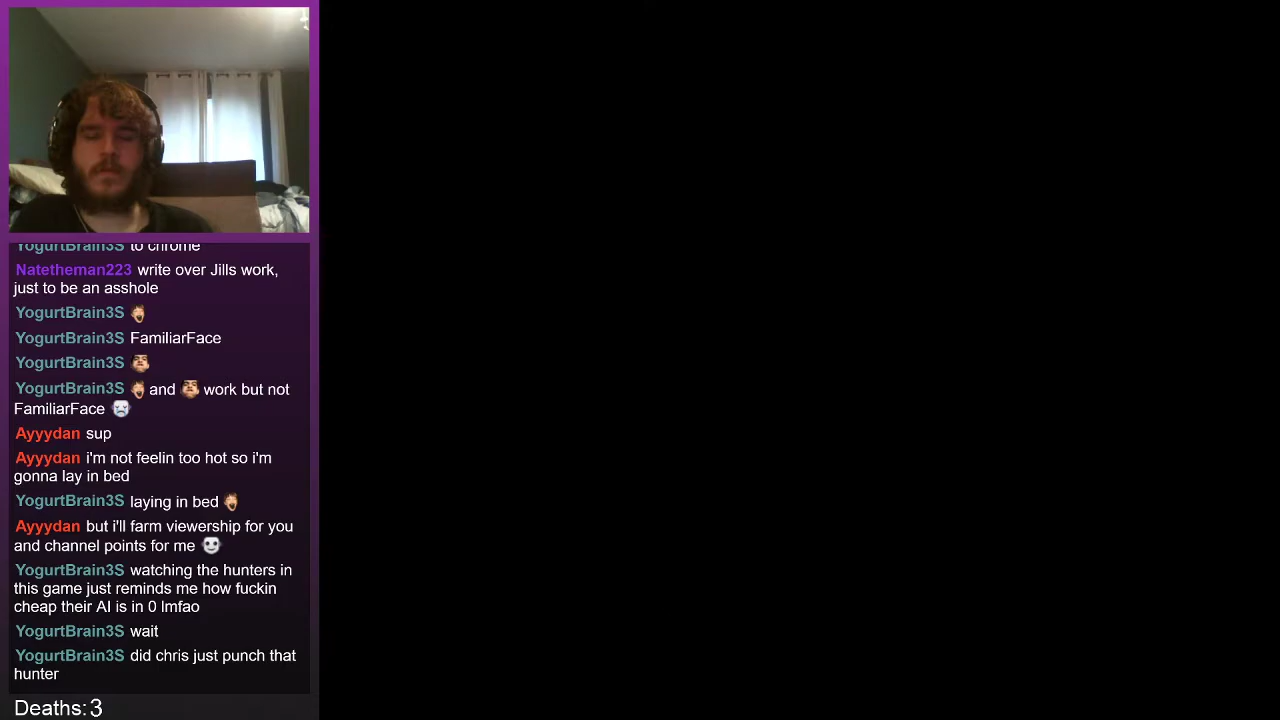 YogurtBrain3S to chrome
Natetheman223 write over Jills work,
just to be an asshole
YogurtBrain3S
YogurtBrain3S FamiliarFace
YogurtBrain3S
YogurtBrain3S and work but not
FamiliarFace
Ayyydan sup
Ayyydan i'm not feelin too hot so i'm
gonna lay in bed
YogurtBrain3S laying in bed
Ayyydan but i'll farm viewership for you
and channel points for me
YogurtBrain3S watching the hunters in
this game just reminds me how fuckin
cheap their AI is in 0 lmfao
YogurtBrain3S wait
YogurtBrain3S did chris just punch that
hunter
Deaths: 3